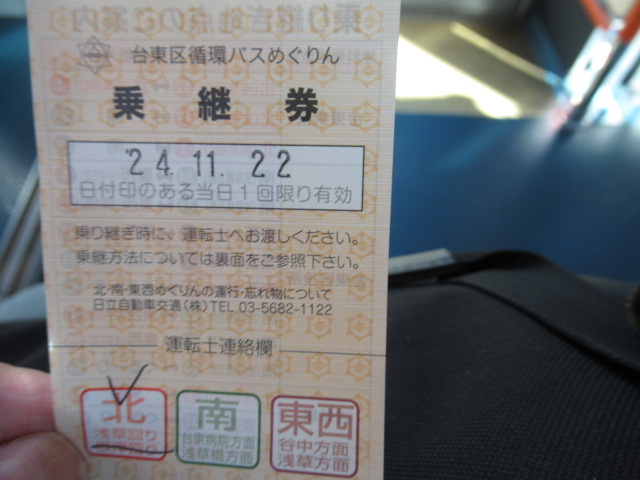 台東区循環バスめぐりん
乗継券
'24.11.22
日付印のある当日1回限り有効
乗り継ぎ時に、運転士へお渡しください。
乗継方法については裏面をご参照下さい。
北・南・東西めぐりんの運行・忘れ物について
日立自動車交通(株)TEL 03-5682-1122
運転士連絡欄
北
浅草回り
南
台東病院方面
浅草橋方面
東西
谷中方面
浅草方面